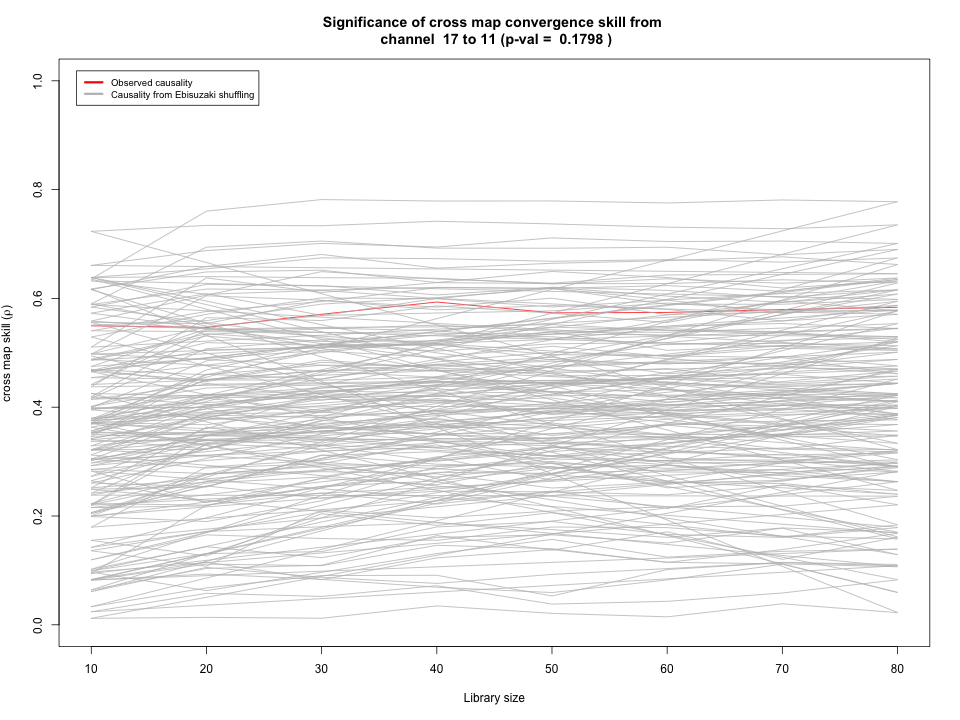 Significance of cross map convergence skill from
channel  17 to 11 (p-val =  0.1798 )
Observed causality
Causality from Ebisuzaki shuffling
cross map skill (ρ)
1.0
0.8
0.6
0.4
0.2
0.0
10 20 30 40 50 60 70 80
Library size